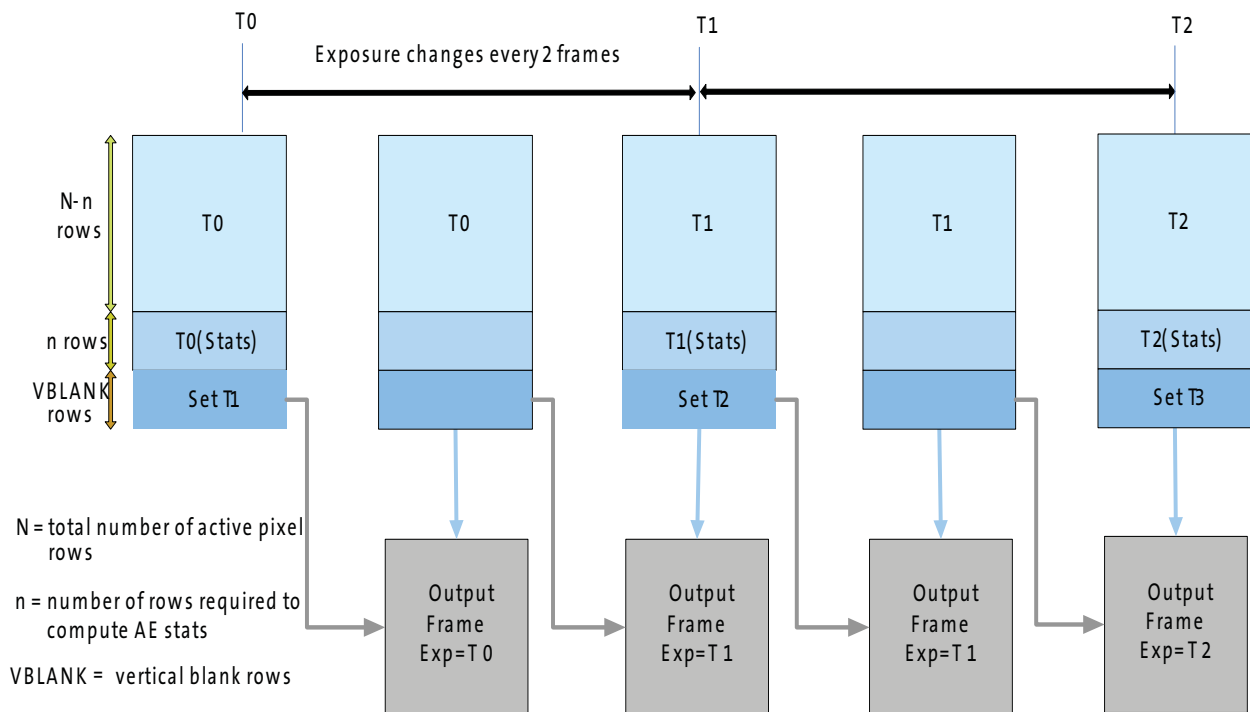 T0
T1
T2
Exposure changes every 2 frames
N-n
rows
T0
T0
T1
T1
T2
n rows
T0(Stats)
T1(Stats)
T2(Stats)
VBLANK
rows
Set T1
Set T2
Set T3
N = total number of active pixel
rows
n = number of rows required to
compute AE stats
VBLANK = vertical blank rows
Output
Frame
Exp=T0
Output
Frame
Exp=T1
Output
Frame
Exp=T1
Output
Frame
Exp=T2